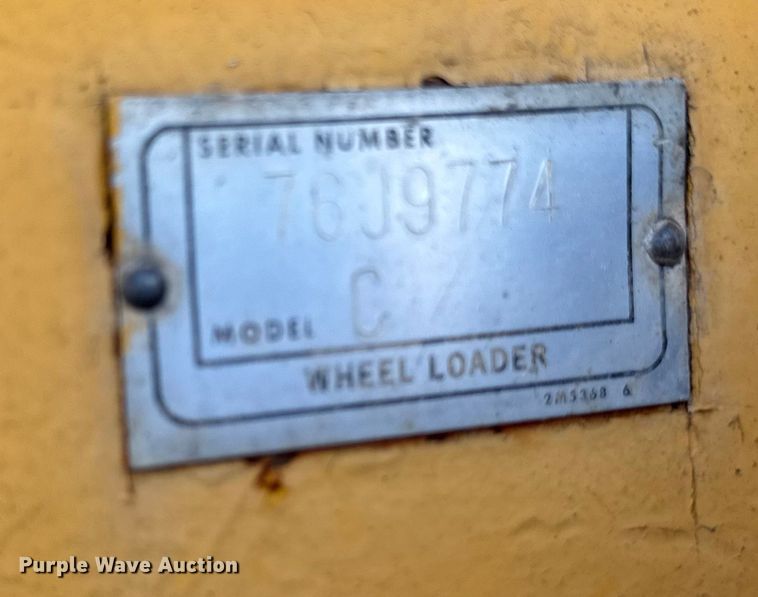 SERIAL NUMBER
76J9774
MODEL C
WHEEL LOADER
2M5368 6
Purple Wave Auction